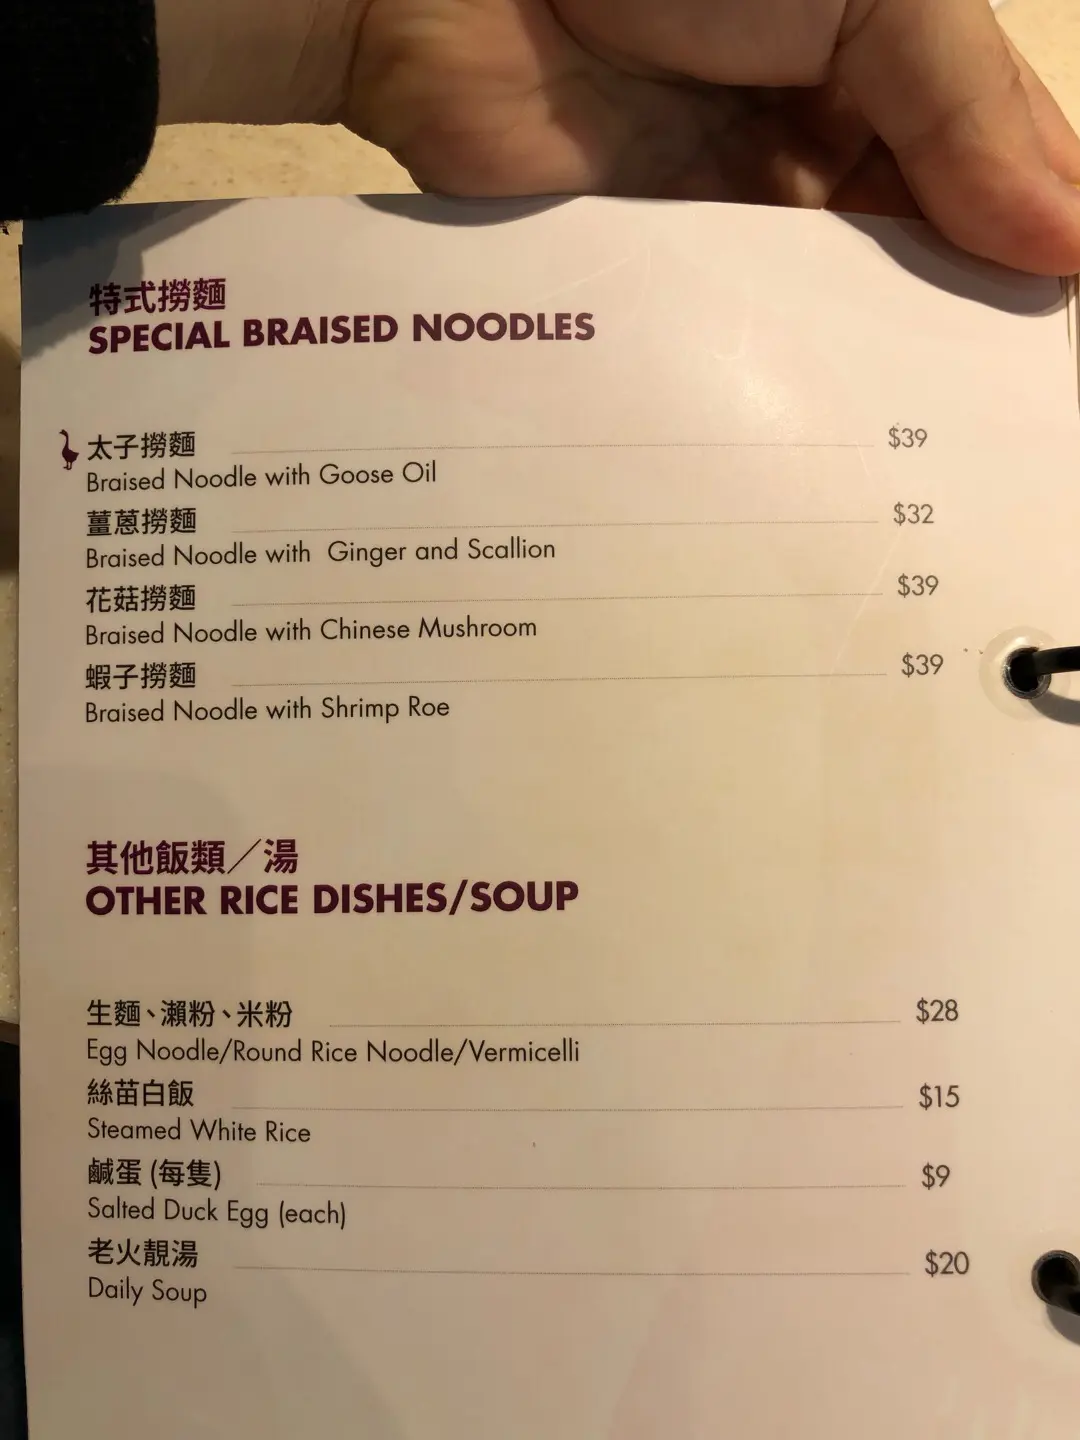 特式撈麵
SPECIAL BRAISED NOODLES
太子撈麵 $39
Braised Noodle with Goose Oil
薑蔥撈麵 $32
Braised Noodle with Ginger and Scallion
花菇撈麵 $39
Braised Noodle with Chinese Mushroom
蝦子撈麵 $39
Braised Noodle with Shrimp Roe
其他飯類／湯
OTHER RICE DISHES/SOUP
生麵、瀨粉、米粉 $28
Egg Noodle/Round Rice Noodle/Vermicelli
絲苗白飯 $15
Steamed White Rice
鹹蛋 (每隻) $9
Salted Duck Egg (each)
老火靚湯 $20
Daily Soup